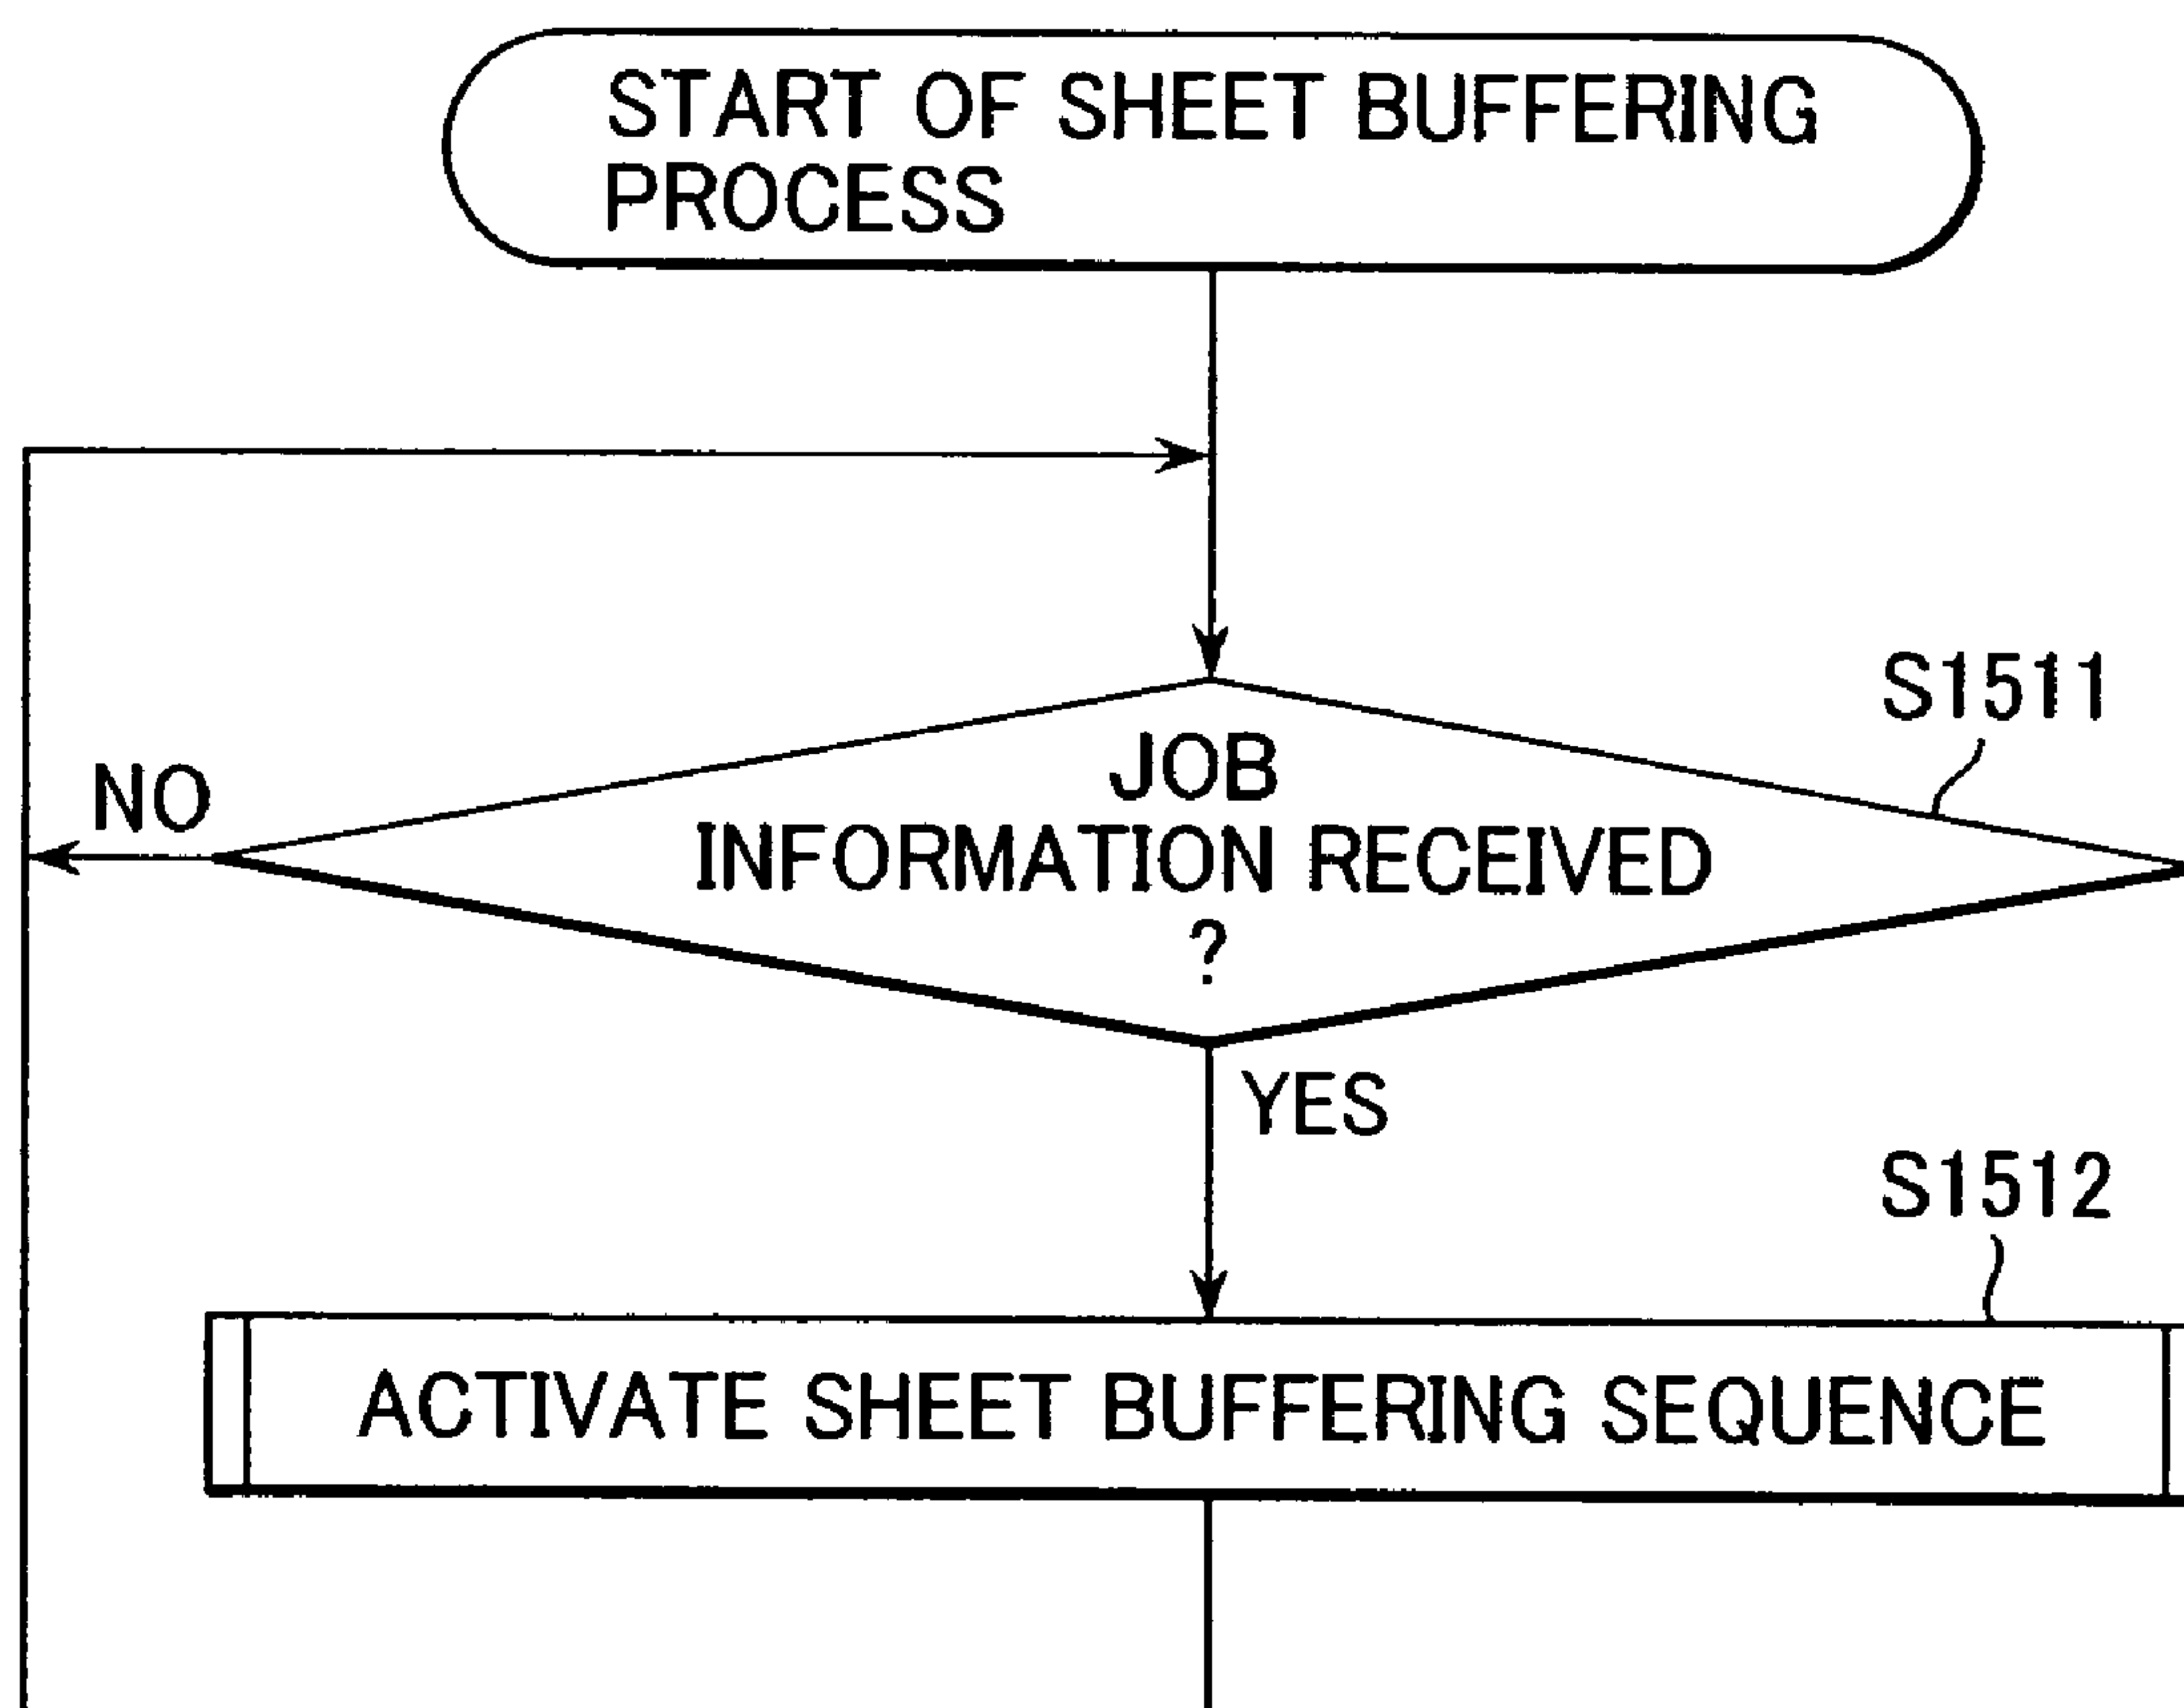 START OF SHEET BUFFERING
PROCESS
S1511
JOB
INFORMATION RECEIVED
?
NO
YES
S1512
ACTIVATE SHEET BUFFERING SEQUENCE